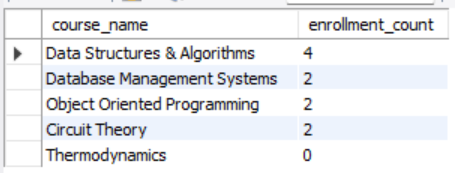 course_name enrollment_count
Data Structures & Algorithms 4
Database Management Systems 2
Object Oriented Programming 2
Circuit Theory 2
Thermodynamics 0